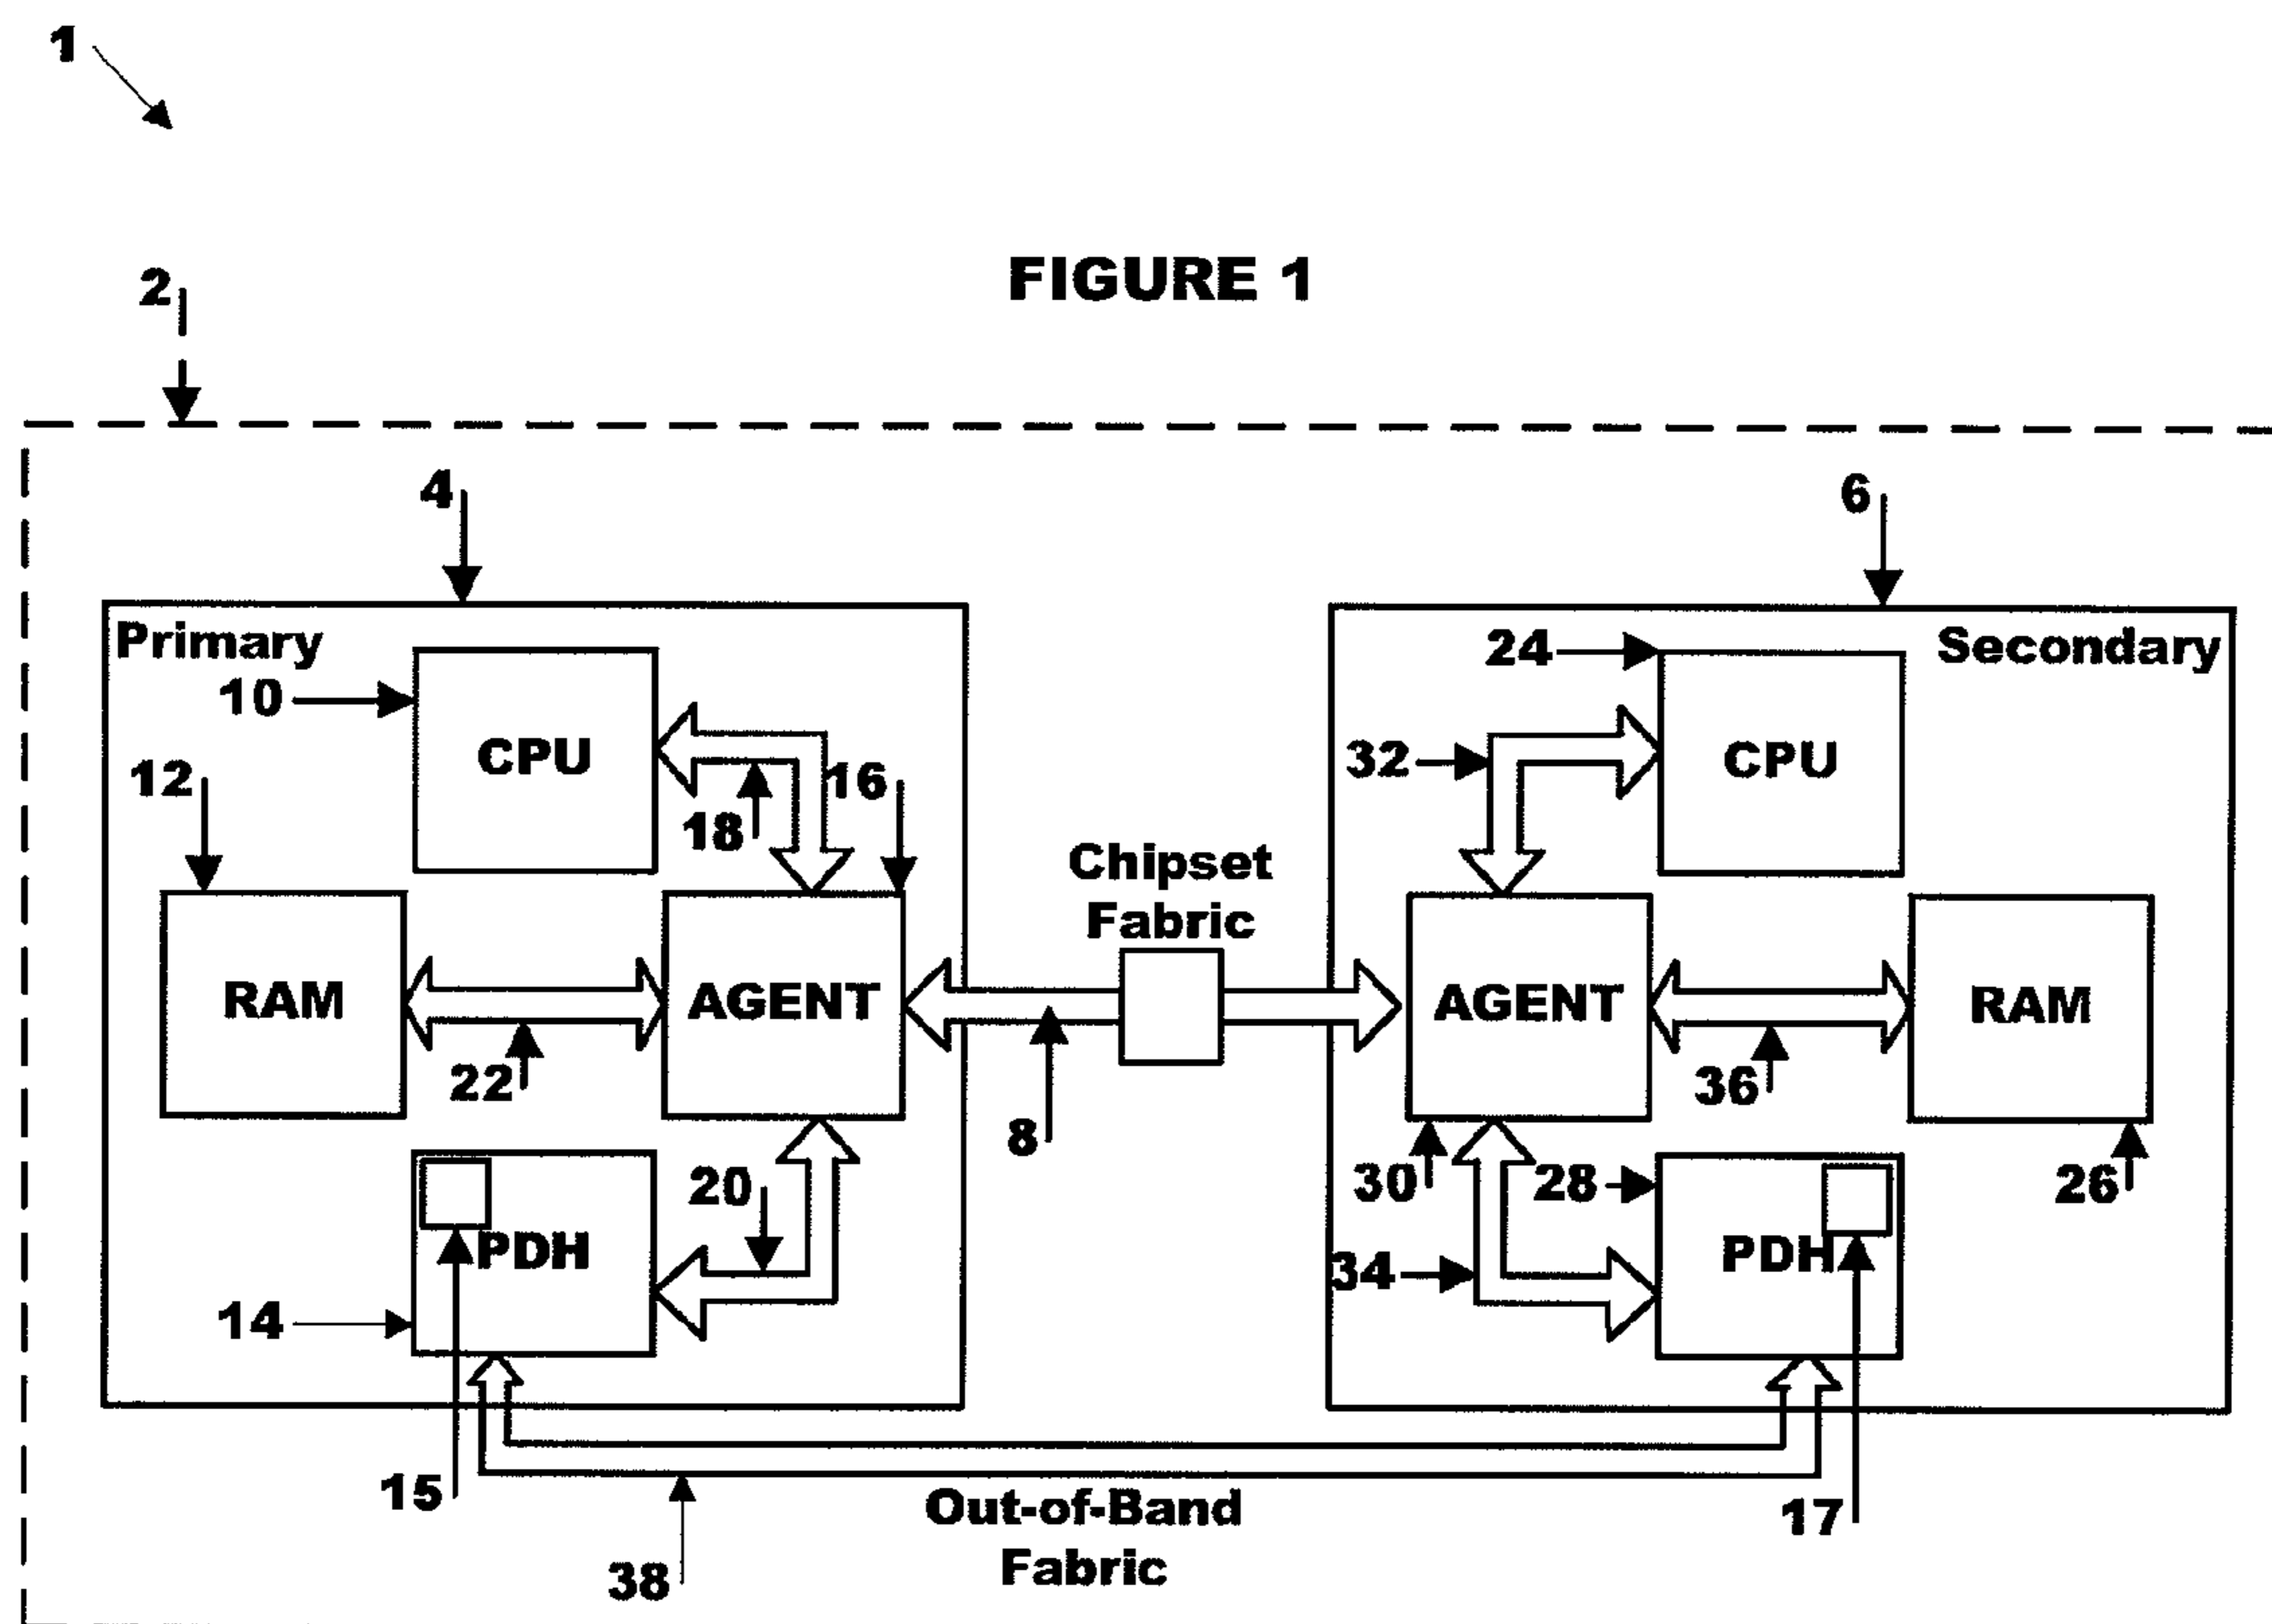 1
FIGURE 1
2
4
6
Primary
Secondary
10
24
CPU
CPU
12
18
16
32
Chipset
Fabric
RAM
AGENT
AGENT
RAM
22
8
36
20
30
28
26
PDH
PDH
14
34
15
17
38
Out-of-Band
Fabric